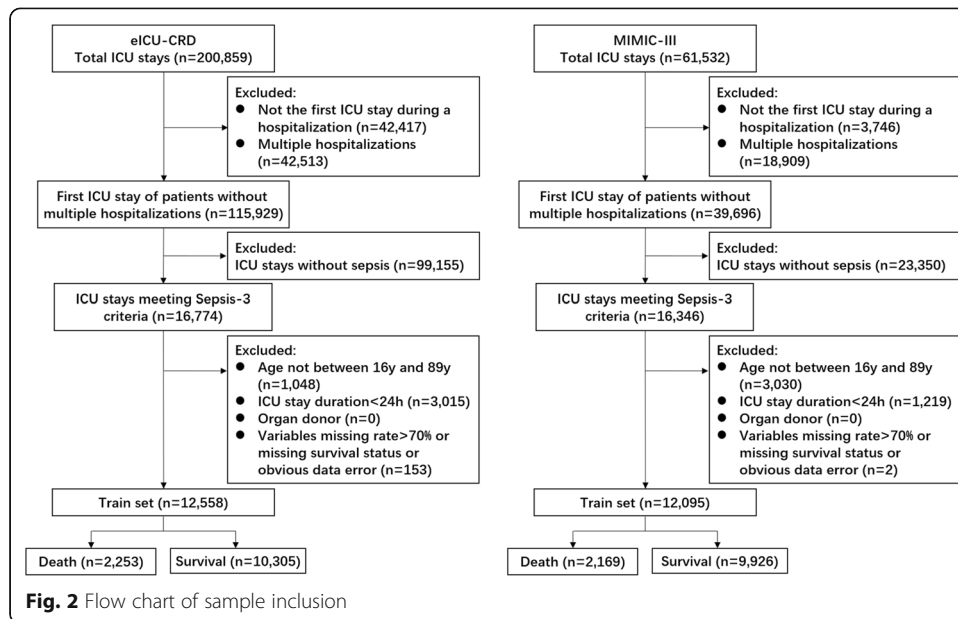 eICU-CRD
Total ICU stays (n=200,859)
Excluded:
● Not the first ICU stay during a
hospitalization (n=42,417)
● Multiple hospitalizations
(n=42,513)
First ICU stay of patients without
multiple hospitalizations (n=115,929)
Excluded:
ICU stays without sepsis (n=99,155)
ICU stays meeting Sepsis-3
criteria (n=16,774)
Excluded:
● Age not between 16y and 89y
(n=1,048)
● ICU stay duration<24h (n=3,015)
● Organ donor (n=0)
● Variables missing rate>70% or
missing survival status or
obvious data error (n=153)
Train set (n=12,558)
Death (n=2,253)
Survival (n=10,305)
MIMIC-III
Total ICU stays (n=61,532)
Excluded:
● Not the first ICU stay during a
hospitalization (n=3,746)
● Multiple hospitalizations
(n=18,909)
First ICU stay of patients without
multiple hospitalizations (n=39,696)
Excluded:
ICU stays without sepsis (n=23,350)
ICU stays meeting Sepsis-3
criteria (n=16,346)
Excluded:
● Age not between 16y and 89y
(n=3,030)
● ICU stay duration<24h (n=1,219)
● Organ donor (n=0)
● Variables missing rate>70% or
missing survival status or
obvious data error (n=2)
Train set (n=12,095)
Death (n=2,169)
Survival (n=9,926)
Fig. 2 Flow chart of sample inclusion